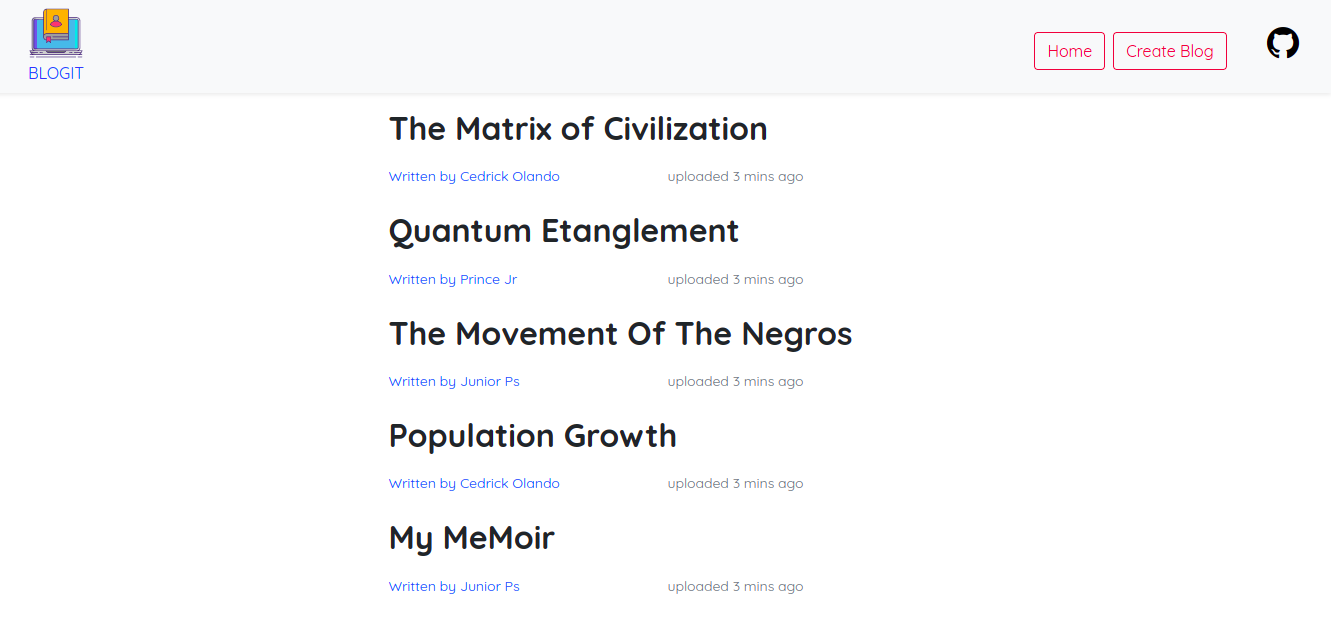 BLOGIT
Home
Create Blog
The Matrix of Civilization
Written by Cedrick Olando
uploaded 3 mins ago
Quantum Etanglement
Written by Prince Jr
uploaded 3 mins ago
The Movement Of The Negros
Written by Junior Ps
uploaded 3 mins ago
Population Growth
Written by Cedrick Olando
uploaded 3 mins ago
My MeMoir
Written by Junior Ps
uploaded 3 mins ago